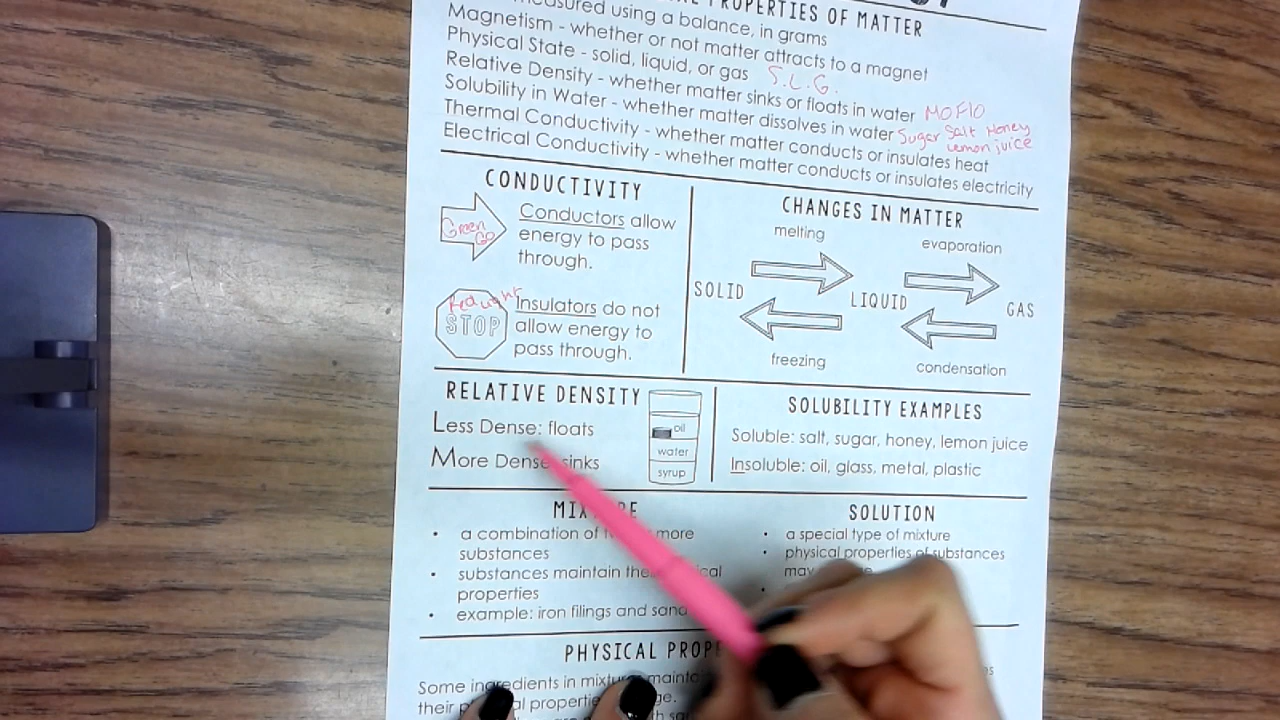 PROPERTIES OF MATTER
measured using a balance, in grams
Magnetism - whether or not matter attracts to a magnet
Physical State - solid, liquid, or gas S.L.G.
Relative Density - whether matter sinks or floats in water MOFIO
Solubility in Water - whether matter dissolves in water Sugar Salt Honey
Lemon juice
Thermal Conductivity - whether matter conducts or insulates heat
Electrical Conductivity - whether matter conducts or insulates electricity
CONDUCTIVITY
Green
GO
Conductors allow
energy to pass
through.
Red light
STOP
Insulators do not
allow energy to
pass through.
CHANGES IN MATTER
melting
evaporation
SOLID
LIQUID
GAS
freezing
condensation
RELATIVE DENSITY
Less Dense: floats
More Dense sinks
oil
water
syrup
SOLUBILITY EXAMPLES
Soluble: salt, sugar, honey, lemon juice
Insoluble: oil, glass, metal, plastic
MIXTURE
• a combination of two more
substances
• substances maintain their
properties
• example: iron filings and sand
SOLUTION
• a special type of mixture
• physical properties of substances
may
PHYSICAL
Some ingredients in mixtures
their